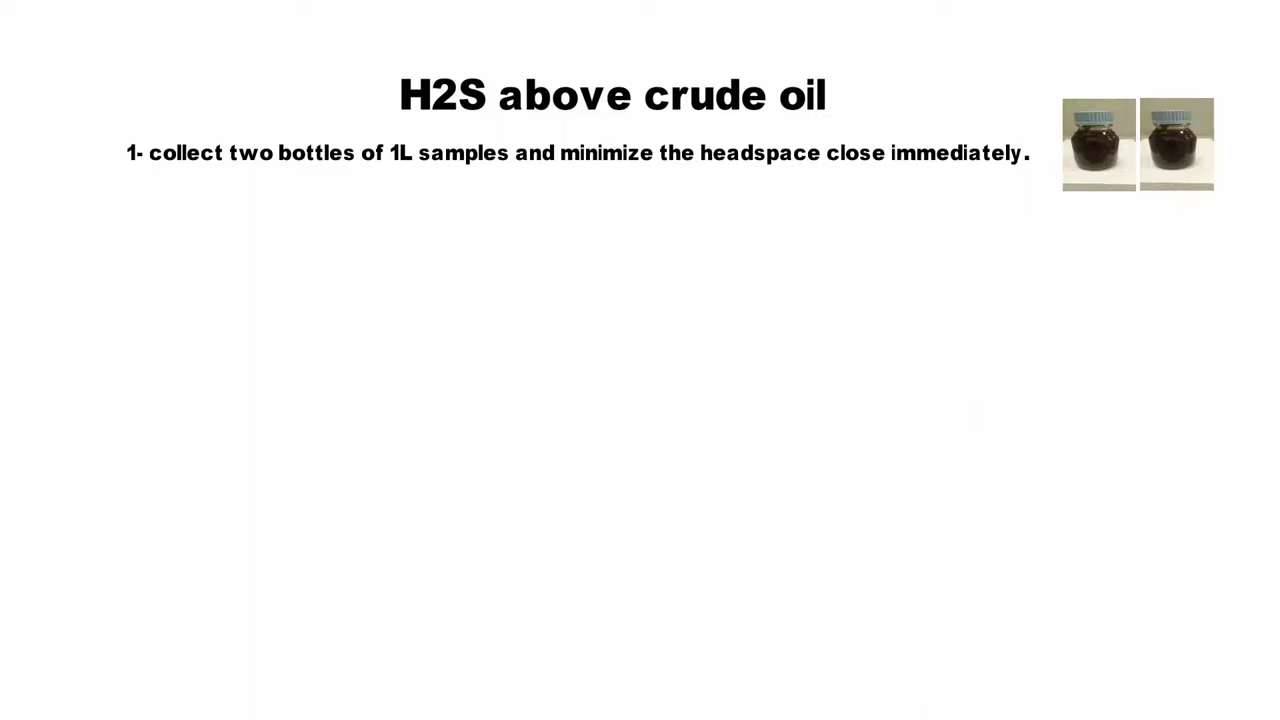 H2S above crude oil
1- collect two bottles of 1L samples and minimize the headspace close immediately.